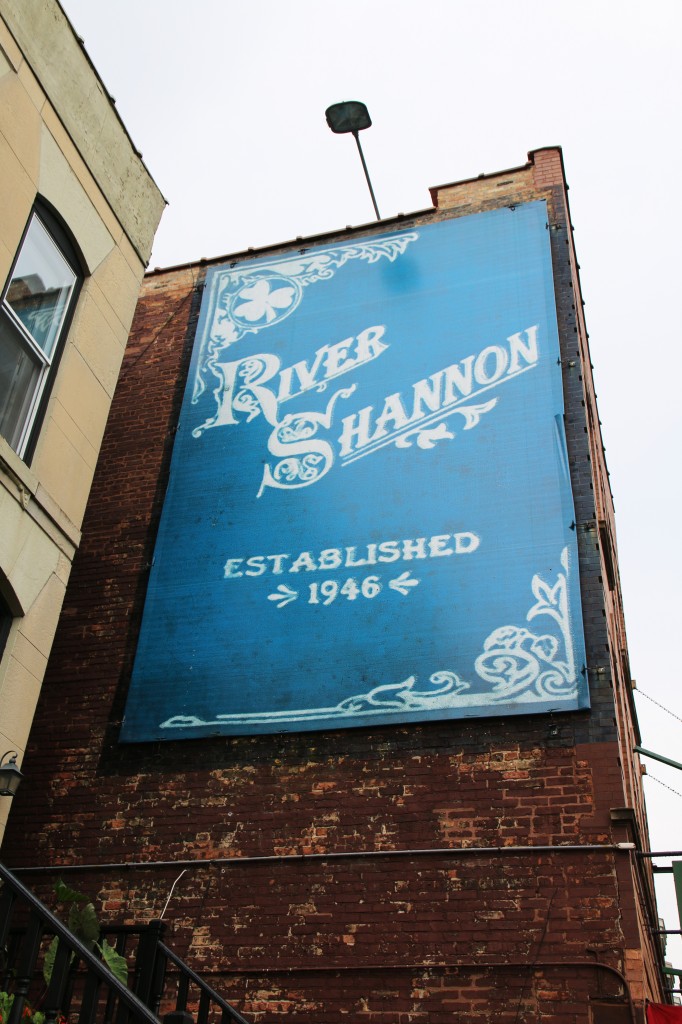 RIVER
SHANNON
ESTABLISHED
1946